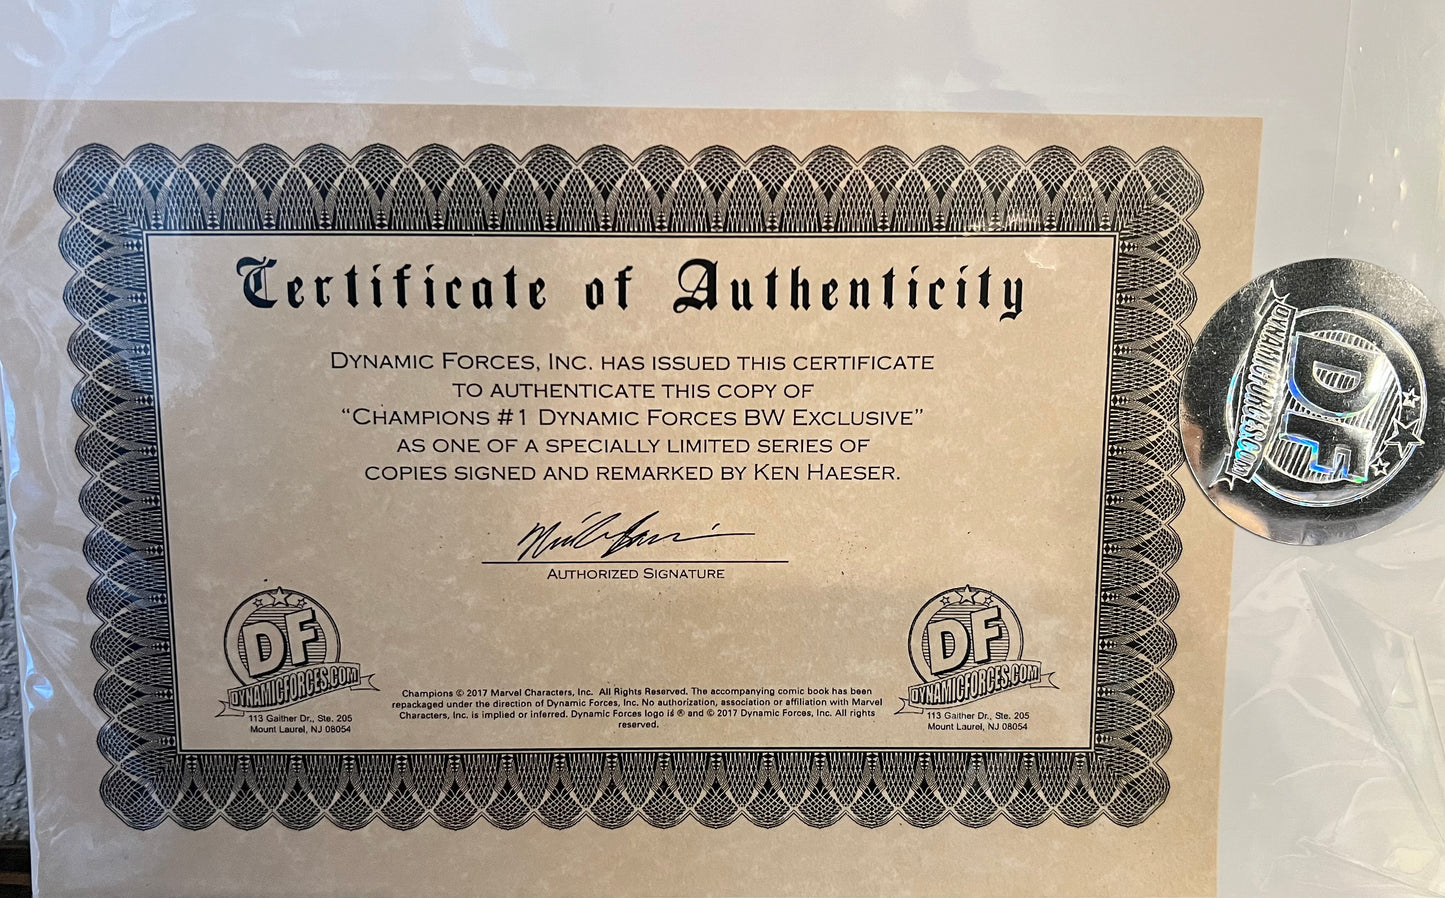 Certificate of Authenticity
Dynamic Forces, Inc. has issued this certificate
to authenticate this copy of
“Champions #1 Dynamic Forces BW Exclusive”
as one of a specially limited series of
copies signed and remarked by Ken Haeser.
Authorized Signature
DF
DYNAMICFORCES.COM
113 Gaither Dr., Ste. 205
Mount Laurel, NJ 08054
Champions © 2017 Marvel Characters, Inc. All Rights Reserved. The accompanying comic book has been
repackaged under the direction of Dynamic Forces, Inc. No authorization, association or affiliation with Marvel
Characters, Inc. is implied or inferred. Dynamic Forces logo is ® and © 2017 Dynamic Forces, Inc. All rights
reserved.
DF
DYNAMICFORCES.COM
113 Gaither Dr., Ste. 205
Mount Laurel, NJ 08054
DF
DYNAMICFORCES.COM